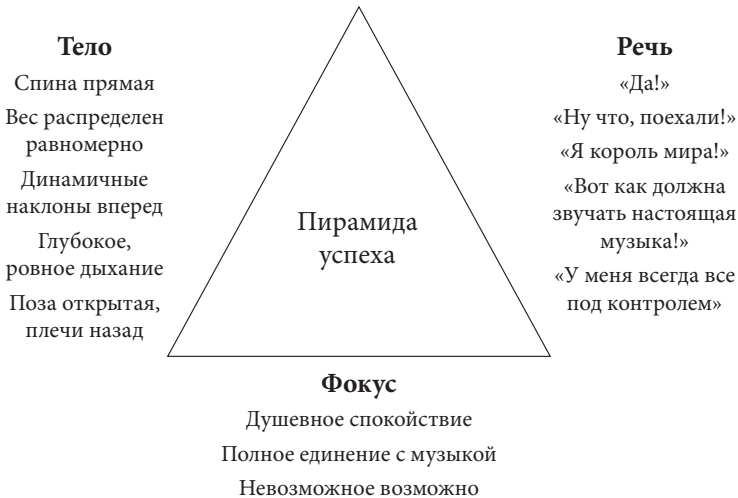 Тело
Спина прямая
Вес распределен
равномерно
Динамичные
наклоны вперед
Глубокое,
ровное дыхание
Поза открытая,
плечи назад
Речь
«Да!»
«Ну что, поехали!»
«Я король мира!»
«Вот как должна
звучать настоящая
музыка!»
«У меня всегда все
под контролем»
Пирамида
успеха
Фокус
Душевное спокойствие
Полное единение с музыкой
Невозможное возможно